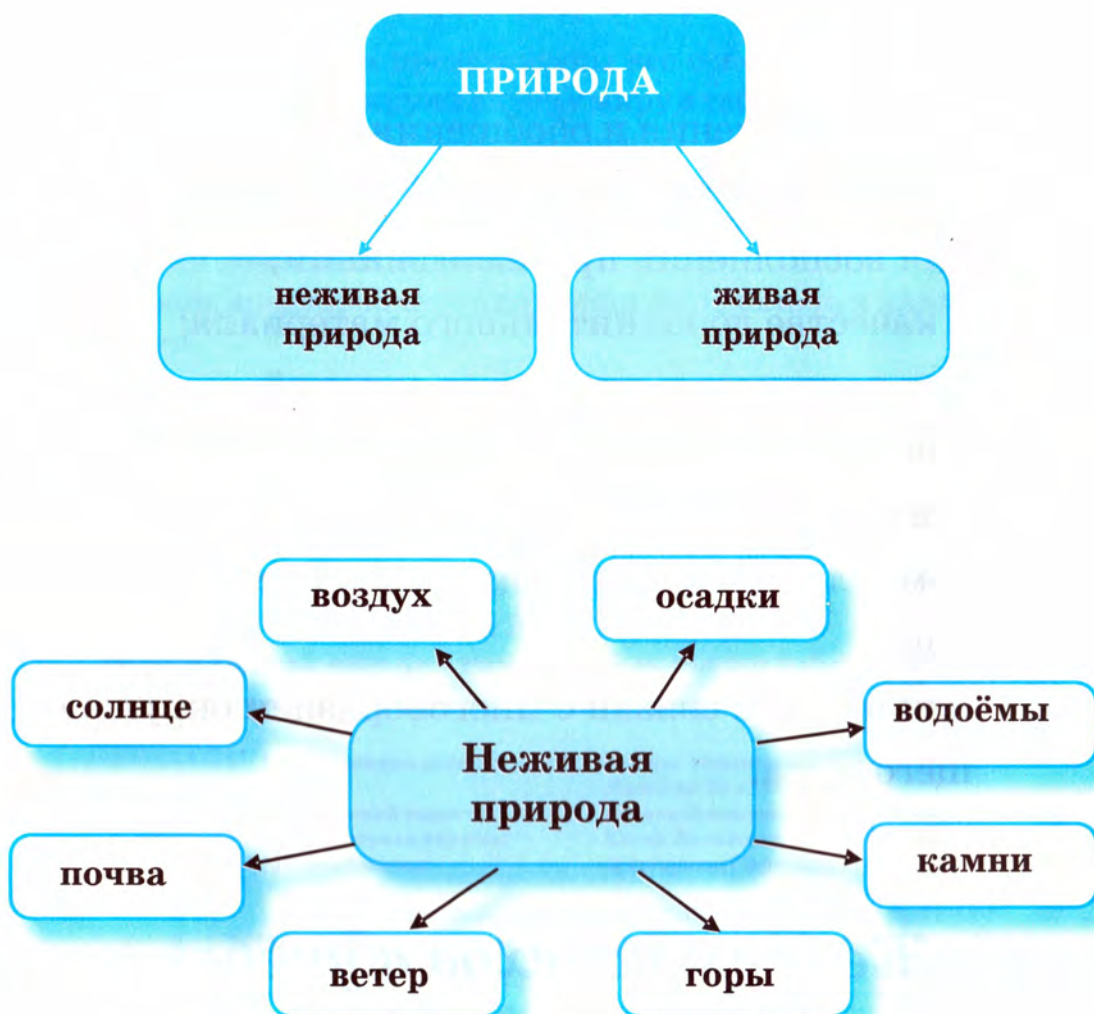 ПРИРОДА
неживая
природа
живая
природа
воздух
осадки
солнце
водоёмы
Неживая
природа
почва
камни
ветер
горы